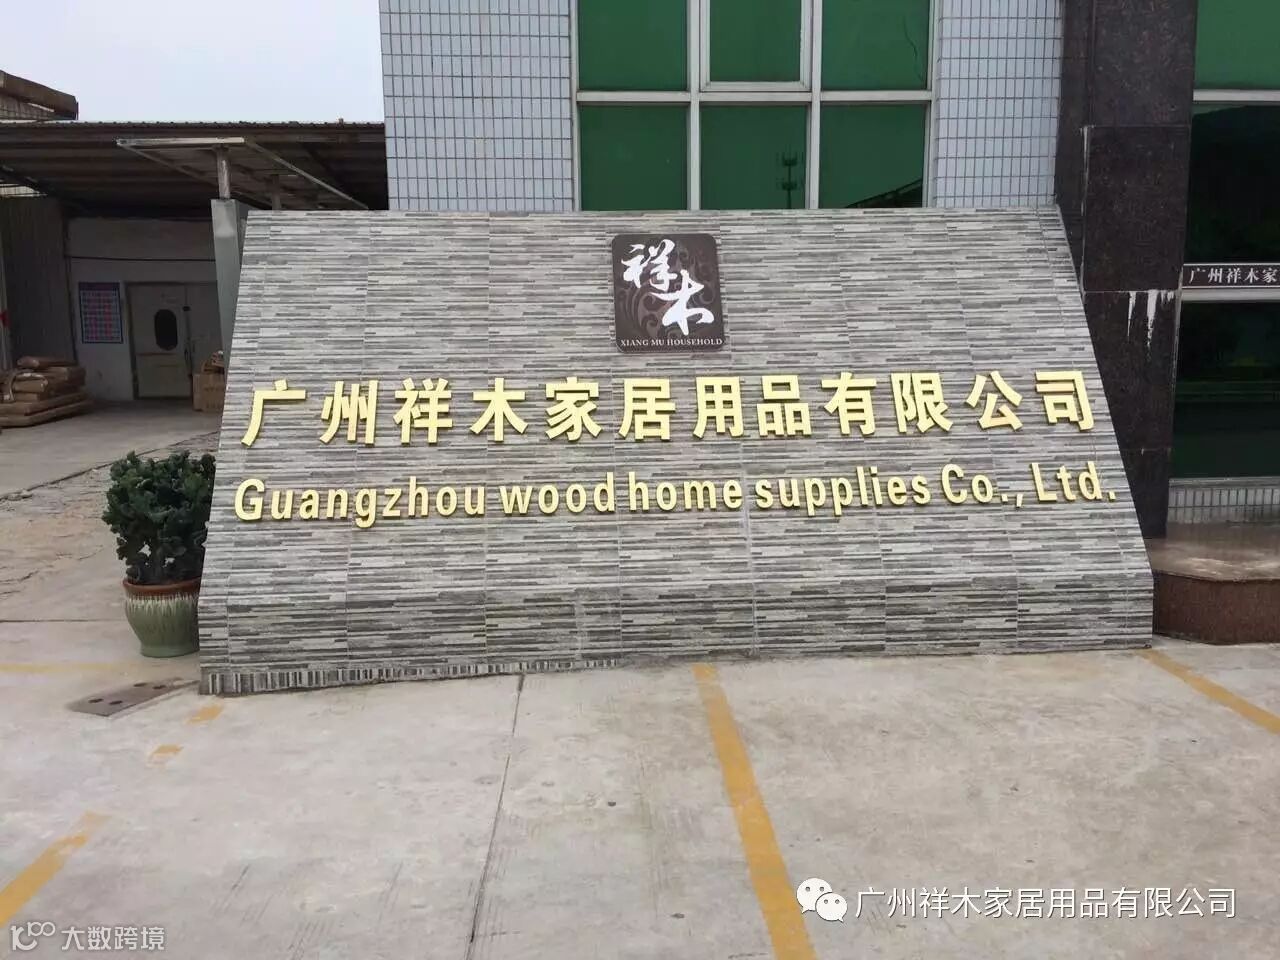 祥木
XIANG MU HOUSEHOLD
广州祥木家
广州祥木家居用品有限公司
Guangzhou wood home supplies Co., Ltd.
广州祥木家居用品有限公司
大数跨境